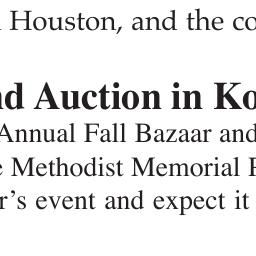 Houston, and the co
nd Auction in Ko
Annual Fall Bazaar and
e Methodist Memorial
r's event and expect it